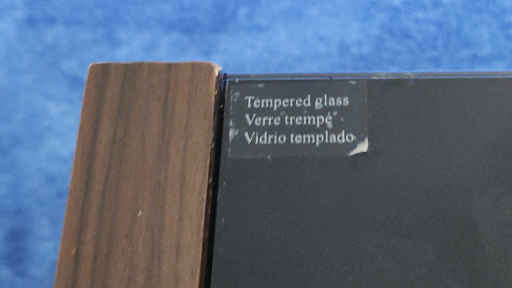 Tempered glass
Verre trempé
Vidrio templado